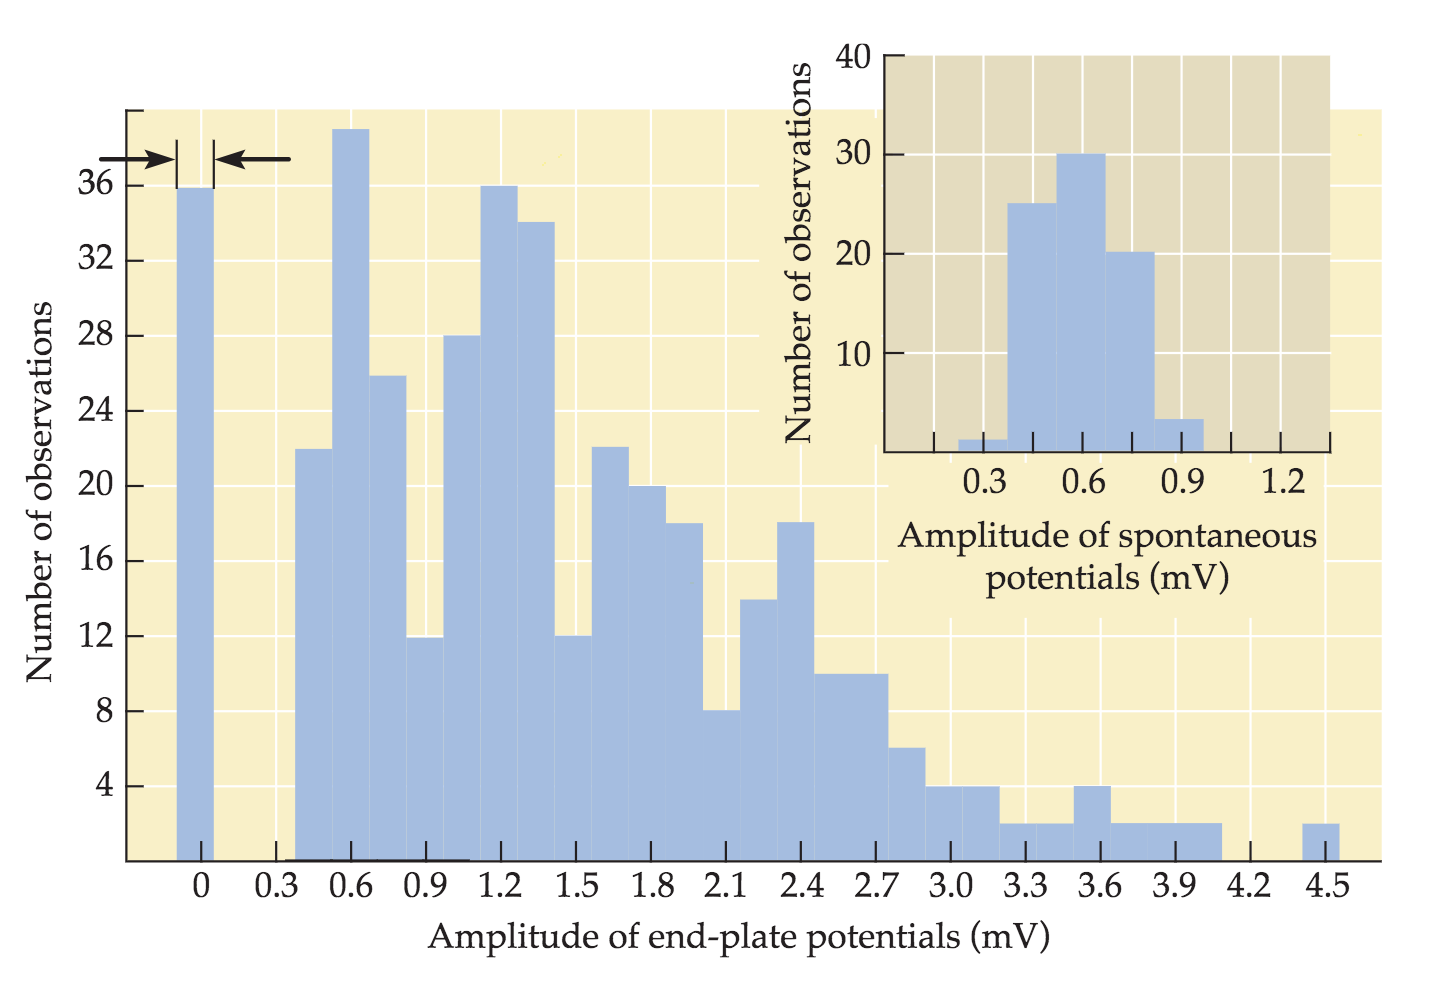 Number of observations
36
32
28
24
20
16
12
8
4
0 0.3 0.6 0.9 1.2 1.5 1.8 2.1 2.4 2.7 3.0 3.3 3.6 3.9 4.2 4.5
Amplitude of end-plate potentials (mV)
Number of observations
40
30
20
10
0.3 0.6 0.9 1.2
Amplitude of spontaneous
potentials (mV)